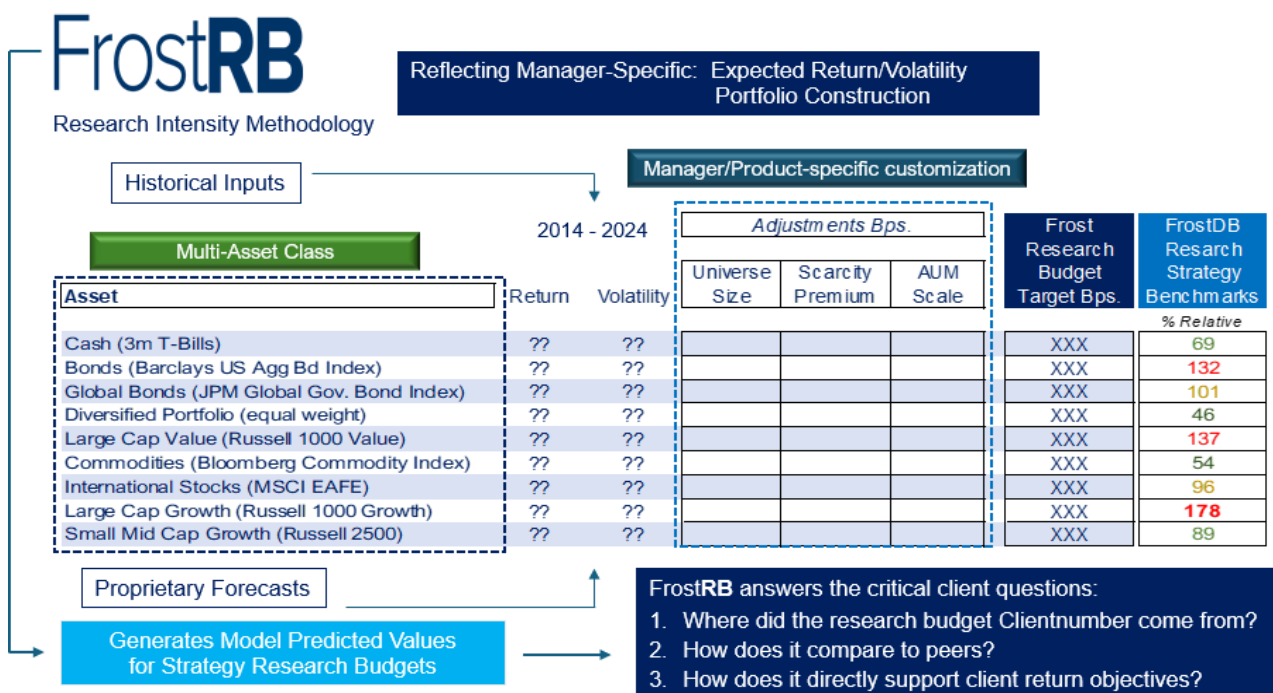 FrostRB
Research Intensity Methodology
Reflecting Manager-Specific: Expected Return/Volatility
Portfolio Construction
Historical Inputs
Manager/Product-specific customization
Multi-Asset Class
2014 - 2024
Adjustments Bps.
Frost
Research
Budget
Target Bps.
FrostDB
Resarch
Strategy
Benchmarks
Asset
Return
Volatility
Universe
Size
Scarcity
Premium
AUM
Scale
% Relative
Cash (3m T-Bills) ?? ?? XXX 69
Bonds (Barclays US Agg Bd Index) ?? ?? XXX 132
Global Bonds (JPM Global Gov. Bond Index) ?? ?? XXX 101
Diversified Portfolio (equal weight) ?? ?? XXX 46
Large Cap Value (Russell 1000 Value) ?? ?? XXX 137
Commodities (Bloomberg Commodity Index) ?? ?? XXX 54
International Stocks (MSCI EAFE) ?? ?? XXX 96
Large Cap Growth (Russell 1000 Growth) ?? ?? XXX 178
Small Mid Cap Growth (Russell 2500) ?? ?? XXX 89
Proprietary Forecasts
Generates Model Predicted Values
for Strategy Research Budgets
FrostRB answers the critical client questions:
1. Where did the research budget Clientnumber come from?
2. How does it compare to peers?
3. How does it directly support client return objectives?